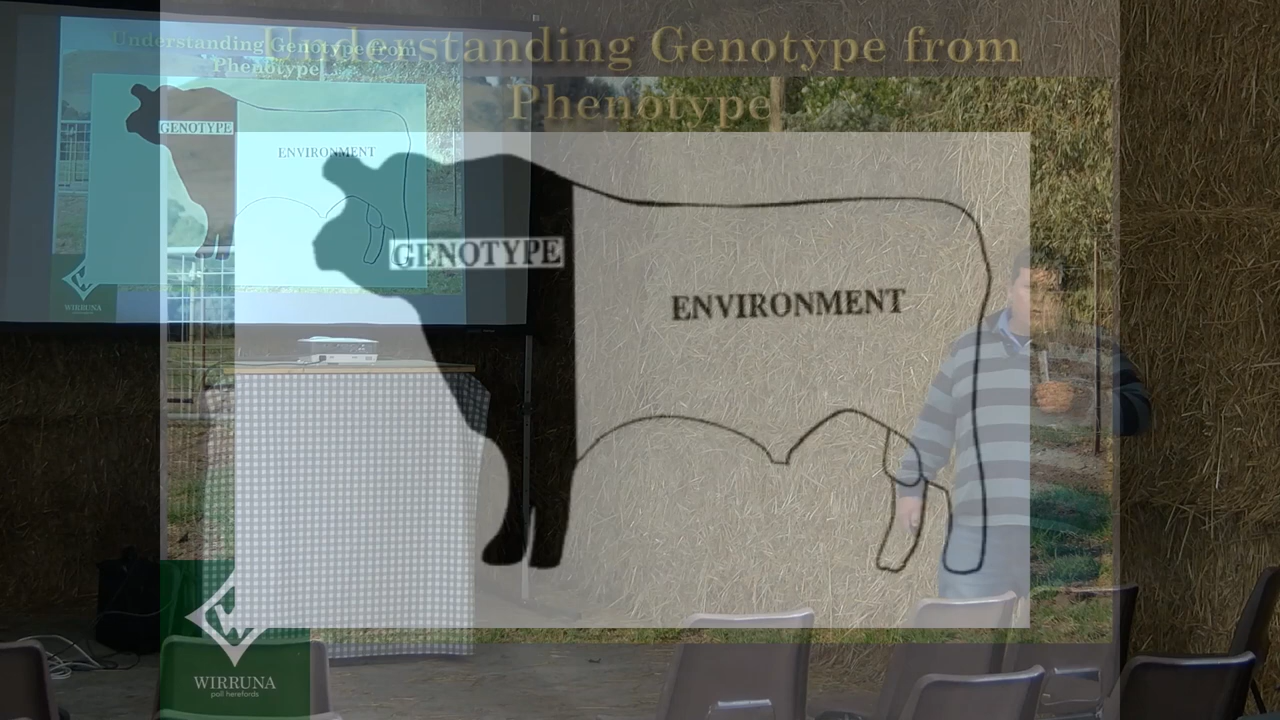 Understanding Genotype from
Phenotype...
GENOTYPE
ENVIRONMENT
WIRRUNA
Understanding Genotype from
Phenotype
GENOTYPE
ENVIRONMENT
WIRRUNA
poll herefords